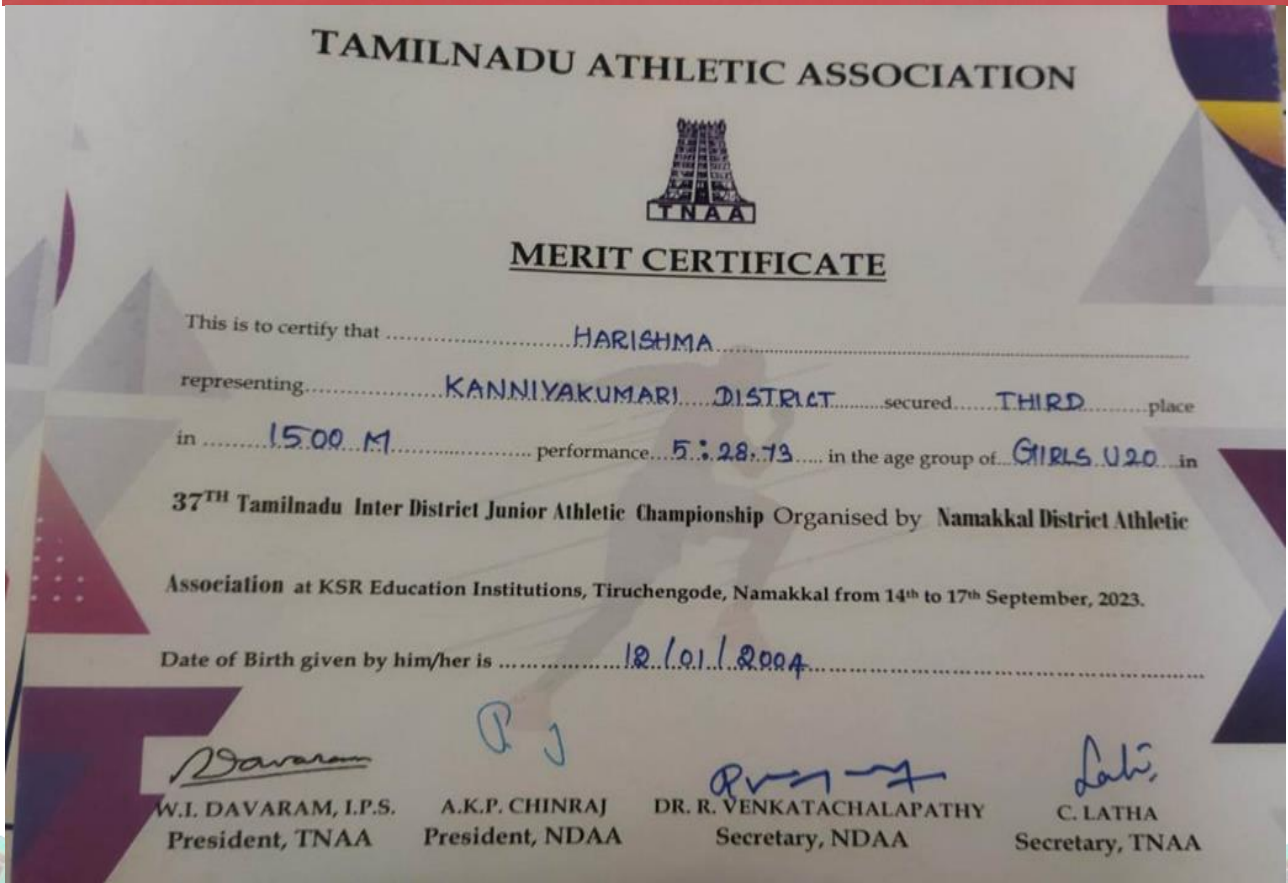 TAMILNADU ATHLETIC ASSOCIATION
TNAA
MERIT CERTIFICATE
This is to certify that ........................... HARISHMA ...........................
representing.................... KANNIYAKUMARI DISTRICT .......secured...... THIRD ........place
in ......... 1500 M .................. performance... 5:28.73 ..... in the age group of... GIRLS U20 ...in
37TH Tamilnadu Inter District Junior Athletic Championship Organised by Namakkal District Athletic
Association at KSR Education Institutions, Tiruchengode, Namakkal from 14th to 17th September, 2023.
Date of Birth given by him/her is .................. 12/01/2004 ..................
W.I. DAVARAM, I.P.S. A.K.P. CHINRAJ DR. R. VENKATACHALAPATHY C. LATHA
President, TNAA President, NDAA Secretary, NDAA Secretary, TNAA